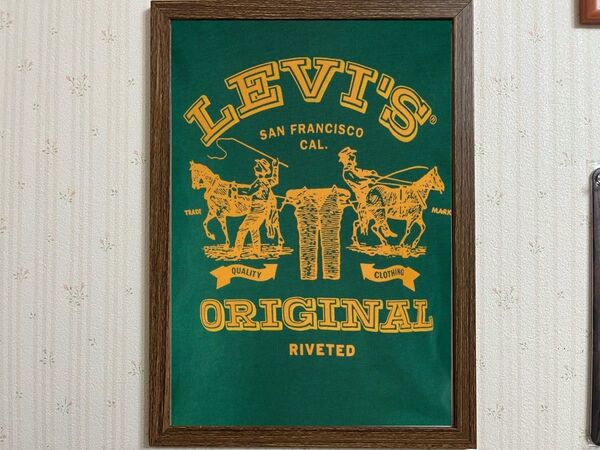 LEVI'S®
SAN FRANCISCO
CAL.
TRADE MARK
QUALITY CLOTHING
ORIGINAL
RIVETED